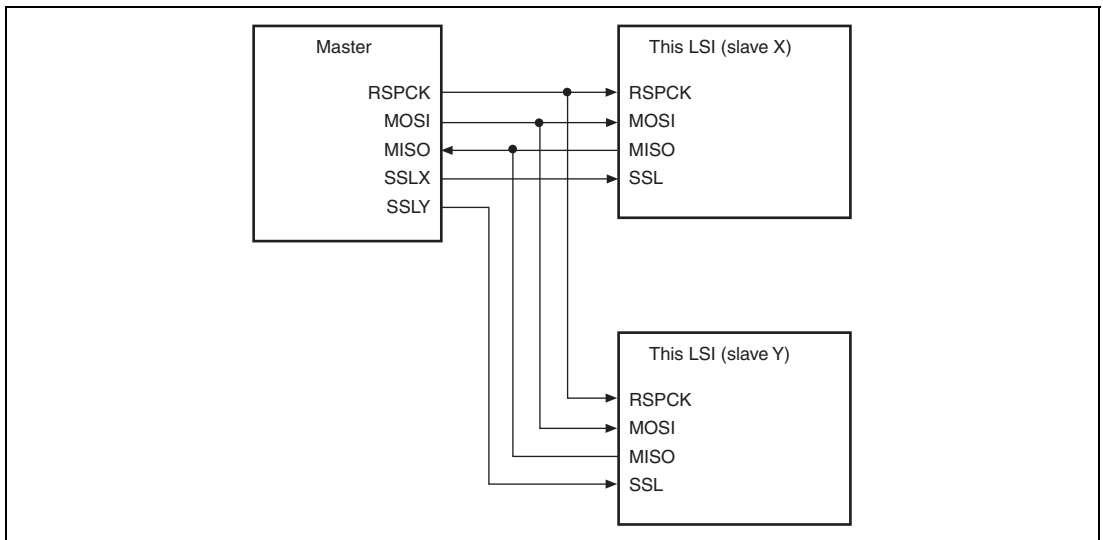 Master
RSPCK
MOSI
MISO
SSLX
SSLY
This LSI (slave X)
RSPCK
MOSI
MISO
SSL
This LSI (slave Y)
RSPCK
MOSI
MISO
SSL